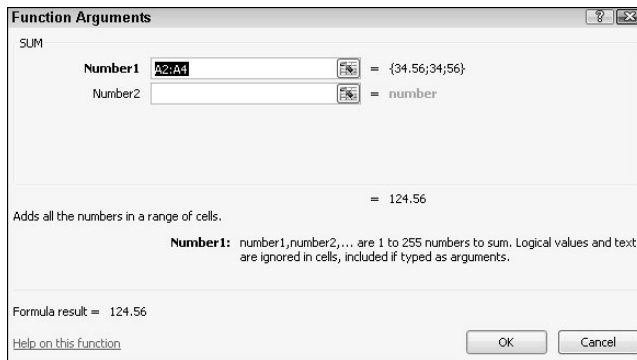 Function Arguments
SUM
Number1 A2:A4 = {34.56;34;56}
Number2 = number
= 124.56
Adds all the numbers in a range of cells.
Number1: number1,number2,... are 1 to 255 numbers to sum. Logical values and text
are ignored in cells, included if typed as arguments.
Formula result = 124.56
Help on this function OK Cancel